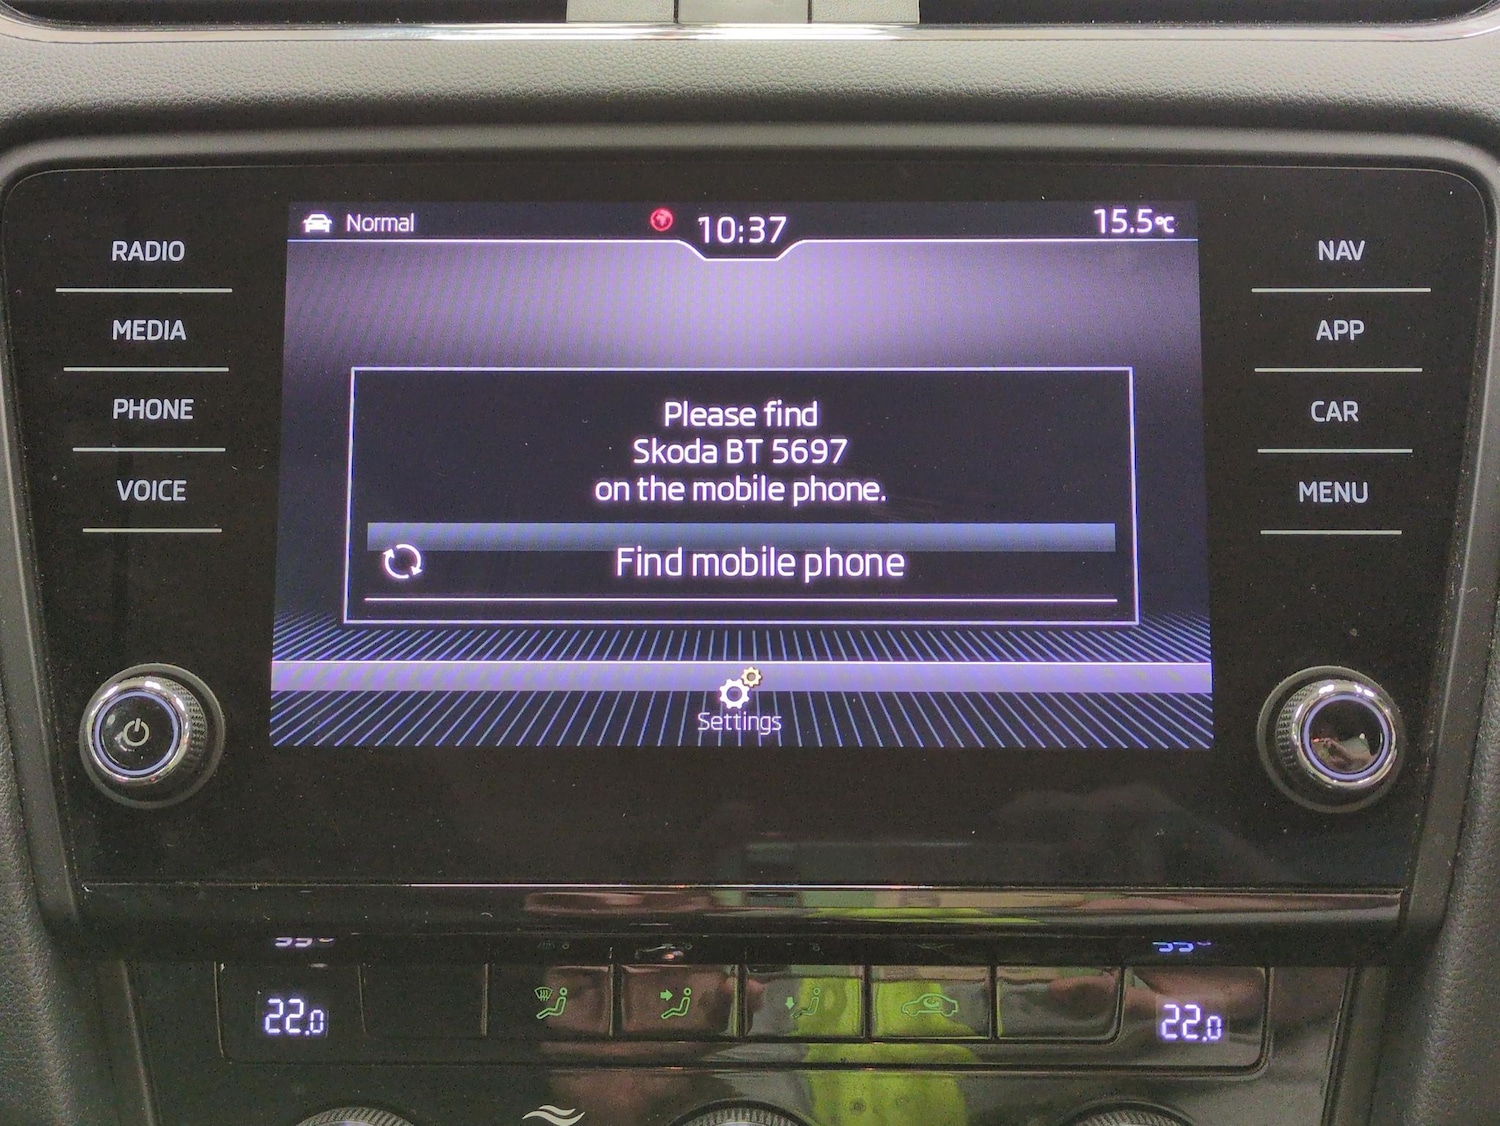 Normal
10:37
15.5°C
RADIO
MEDIA
PHONE
VOICE
NAV
APP
CAR
MENU
Please find
Skoda BT 5697
on the mobile phone.
Find mobile phone
Settings
22.0
22.0